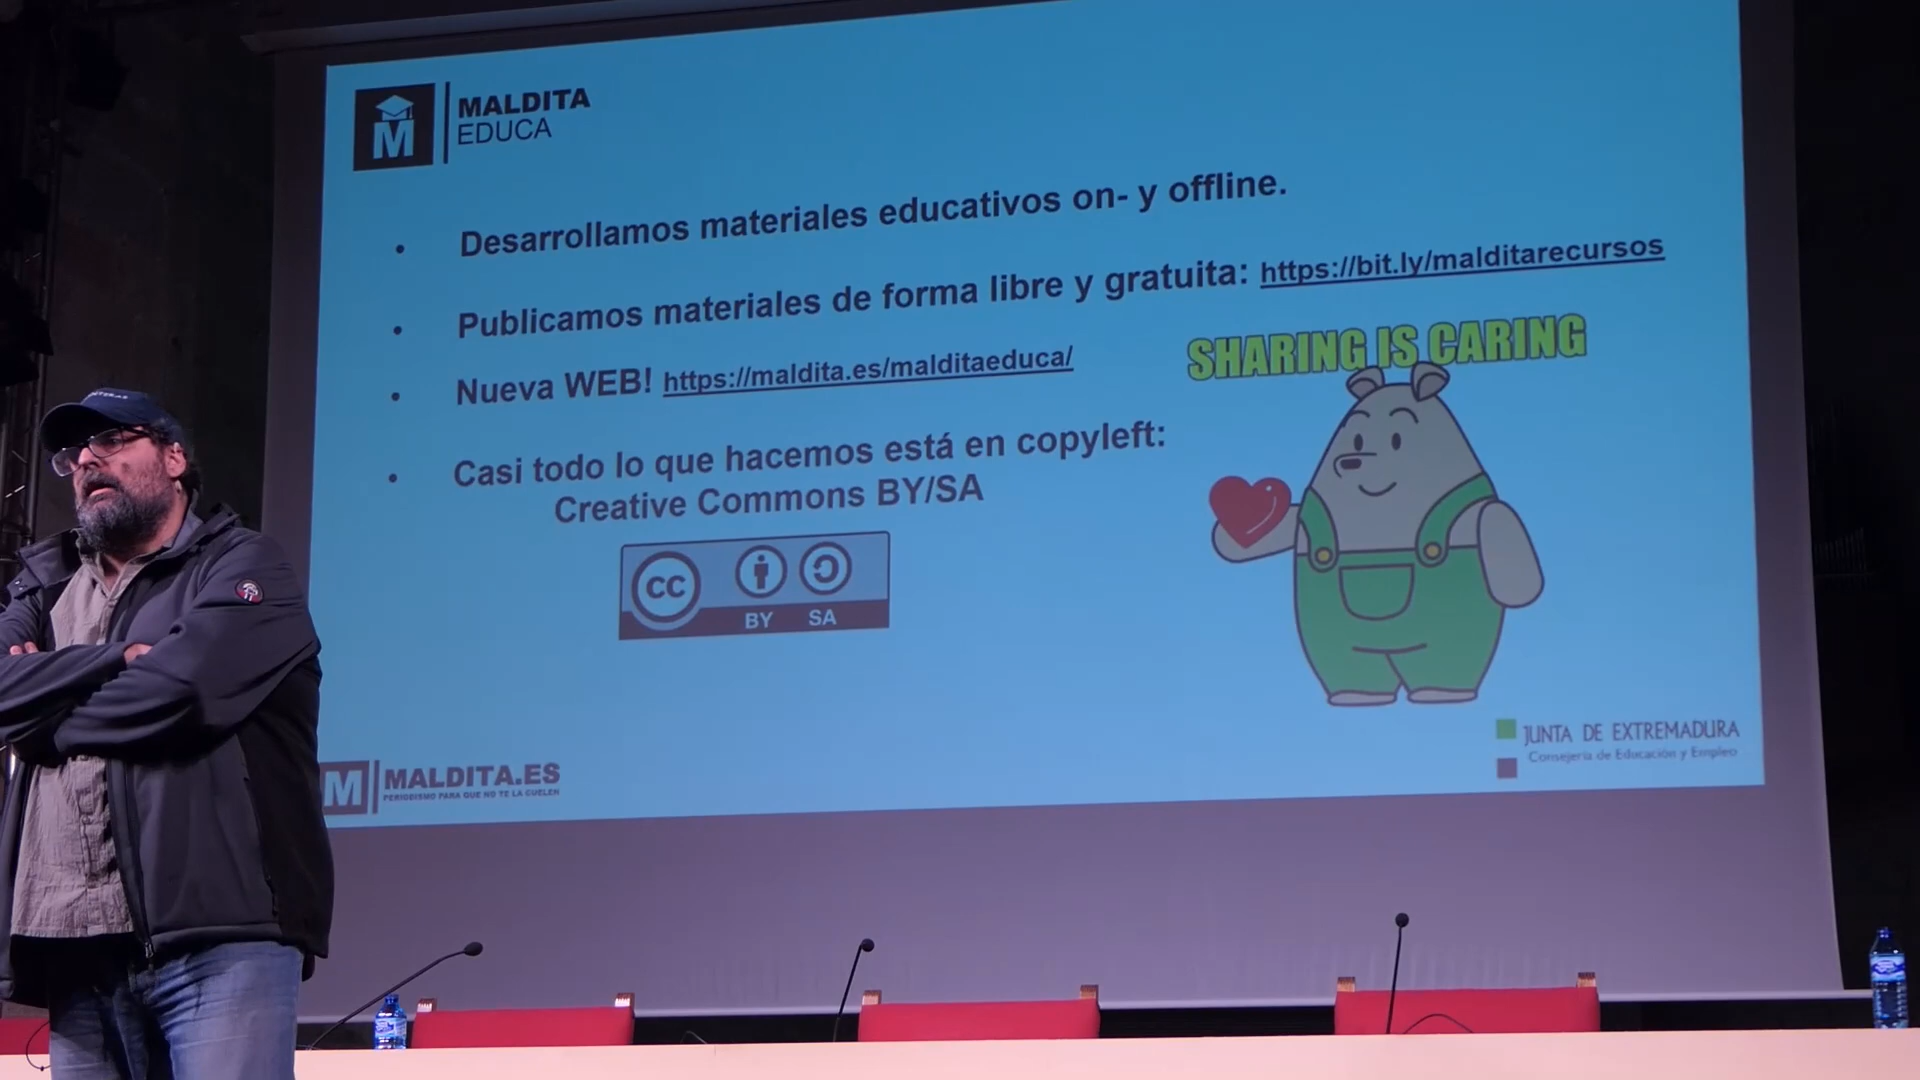 MALDITA
EDUCA
Desarrollamos materiales educativos on- y offline.
Publicamos materiales de forma libre y gratuita: https://bit.ly/malditarecursos
Nueva WEB! https://maldita.es/malditaeduca/
SHARING IS CARING
Casi todo lo que hacemos está en copyleft:
Creative Commons BY/SA
CC
BY SA
M MALDITA.ES
PERIODISMO PARA QUE NO TE LA CUELEN
JUNTA DE EXTREMADURA
Consejería de Educación y Empleo